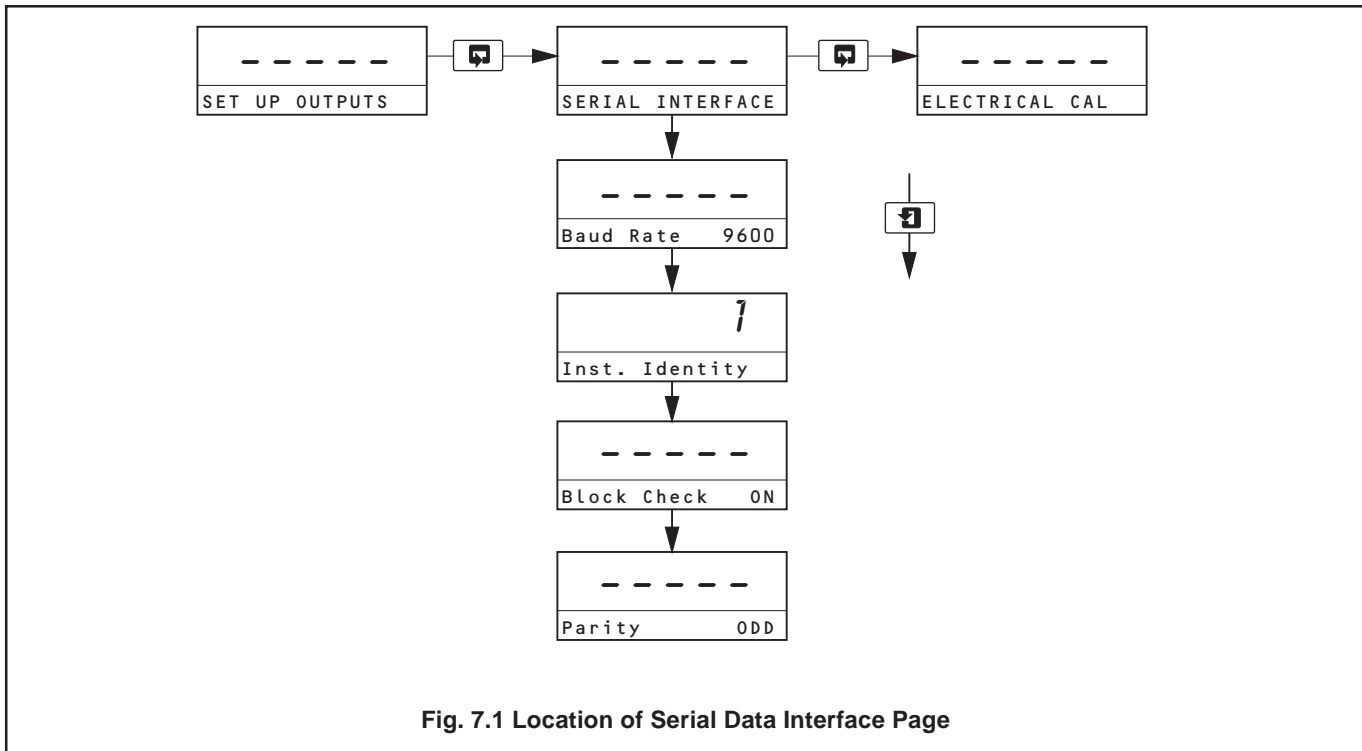 – – – – –
SET UP OUTPUTS
– – – – –
SERIAL INTERFACE
– – – – –
ELECTRICAL CAL
– – – – –
Baud Rate 9600
1
Inst. Identity
– – – – –
Block Check ON
– – – – –
Parity ODD
Fig. 7.1 Location of Serial Data Interface Page